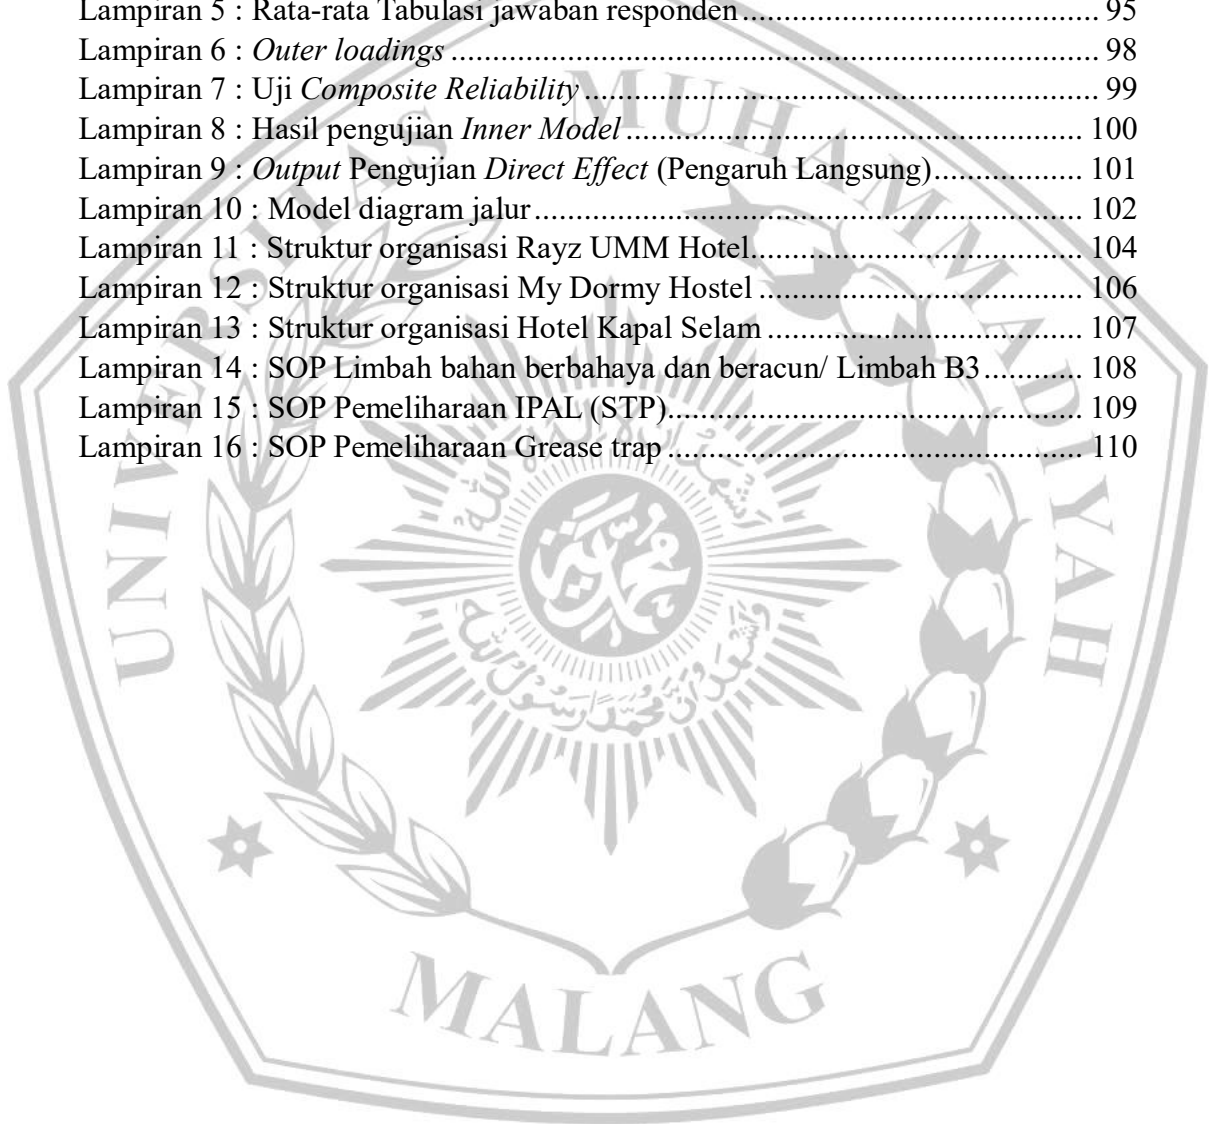 Lampiran 5 : Rata-rata Tabulasi jawaban responden............................................. 95
Lampiran 6 : Outer loadings ................................................................................. 98
Lampiran 7 : Uji Composite Reliability................................................................. 99
Lampiran 8 : Hasil pengujian Inner Model .......................................................... 100
Lampiran 9 : Output Pengujian Direct Effect (Pengaruh Langsung)................... 101
Lampiran 10 : Model diagram jalur ...................................................................... 102
Lampiran 11 : Struktur organisasi Rayz UMM Hotel.......................................... 104
Lampiran 12 : Struktur organisasi My Dormy Hostel ......................................... 106
Lampiran 13 : Struktur organisasi Hotel Kapal Selam ........................................ 107
Lampiran 14 : SOP Limbah bahan berbahaya dan beracun/ Limbah B3............ 108
Lampiran 15 : SOP Pemeliharaan IPAL (STP).................................................... 109
Lampiran 16 : SOP Pemeliharaan Grease trap .................................................... 110
UNIVERSITAS MUHAMMADIYAH
MALANG